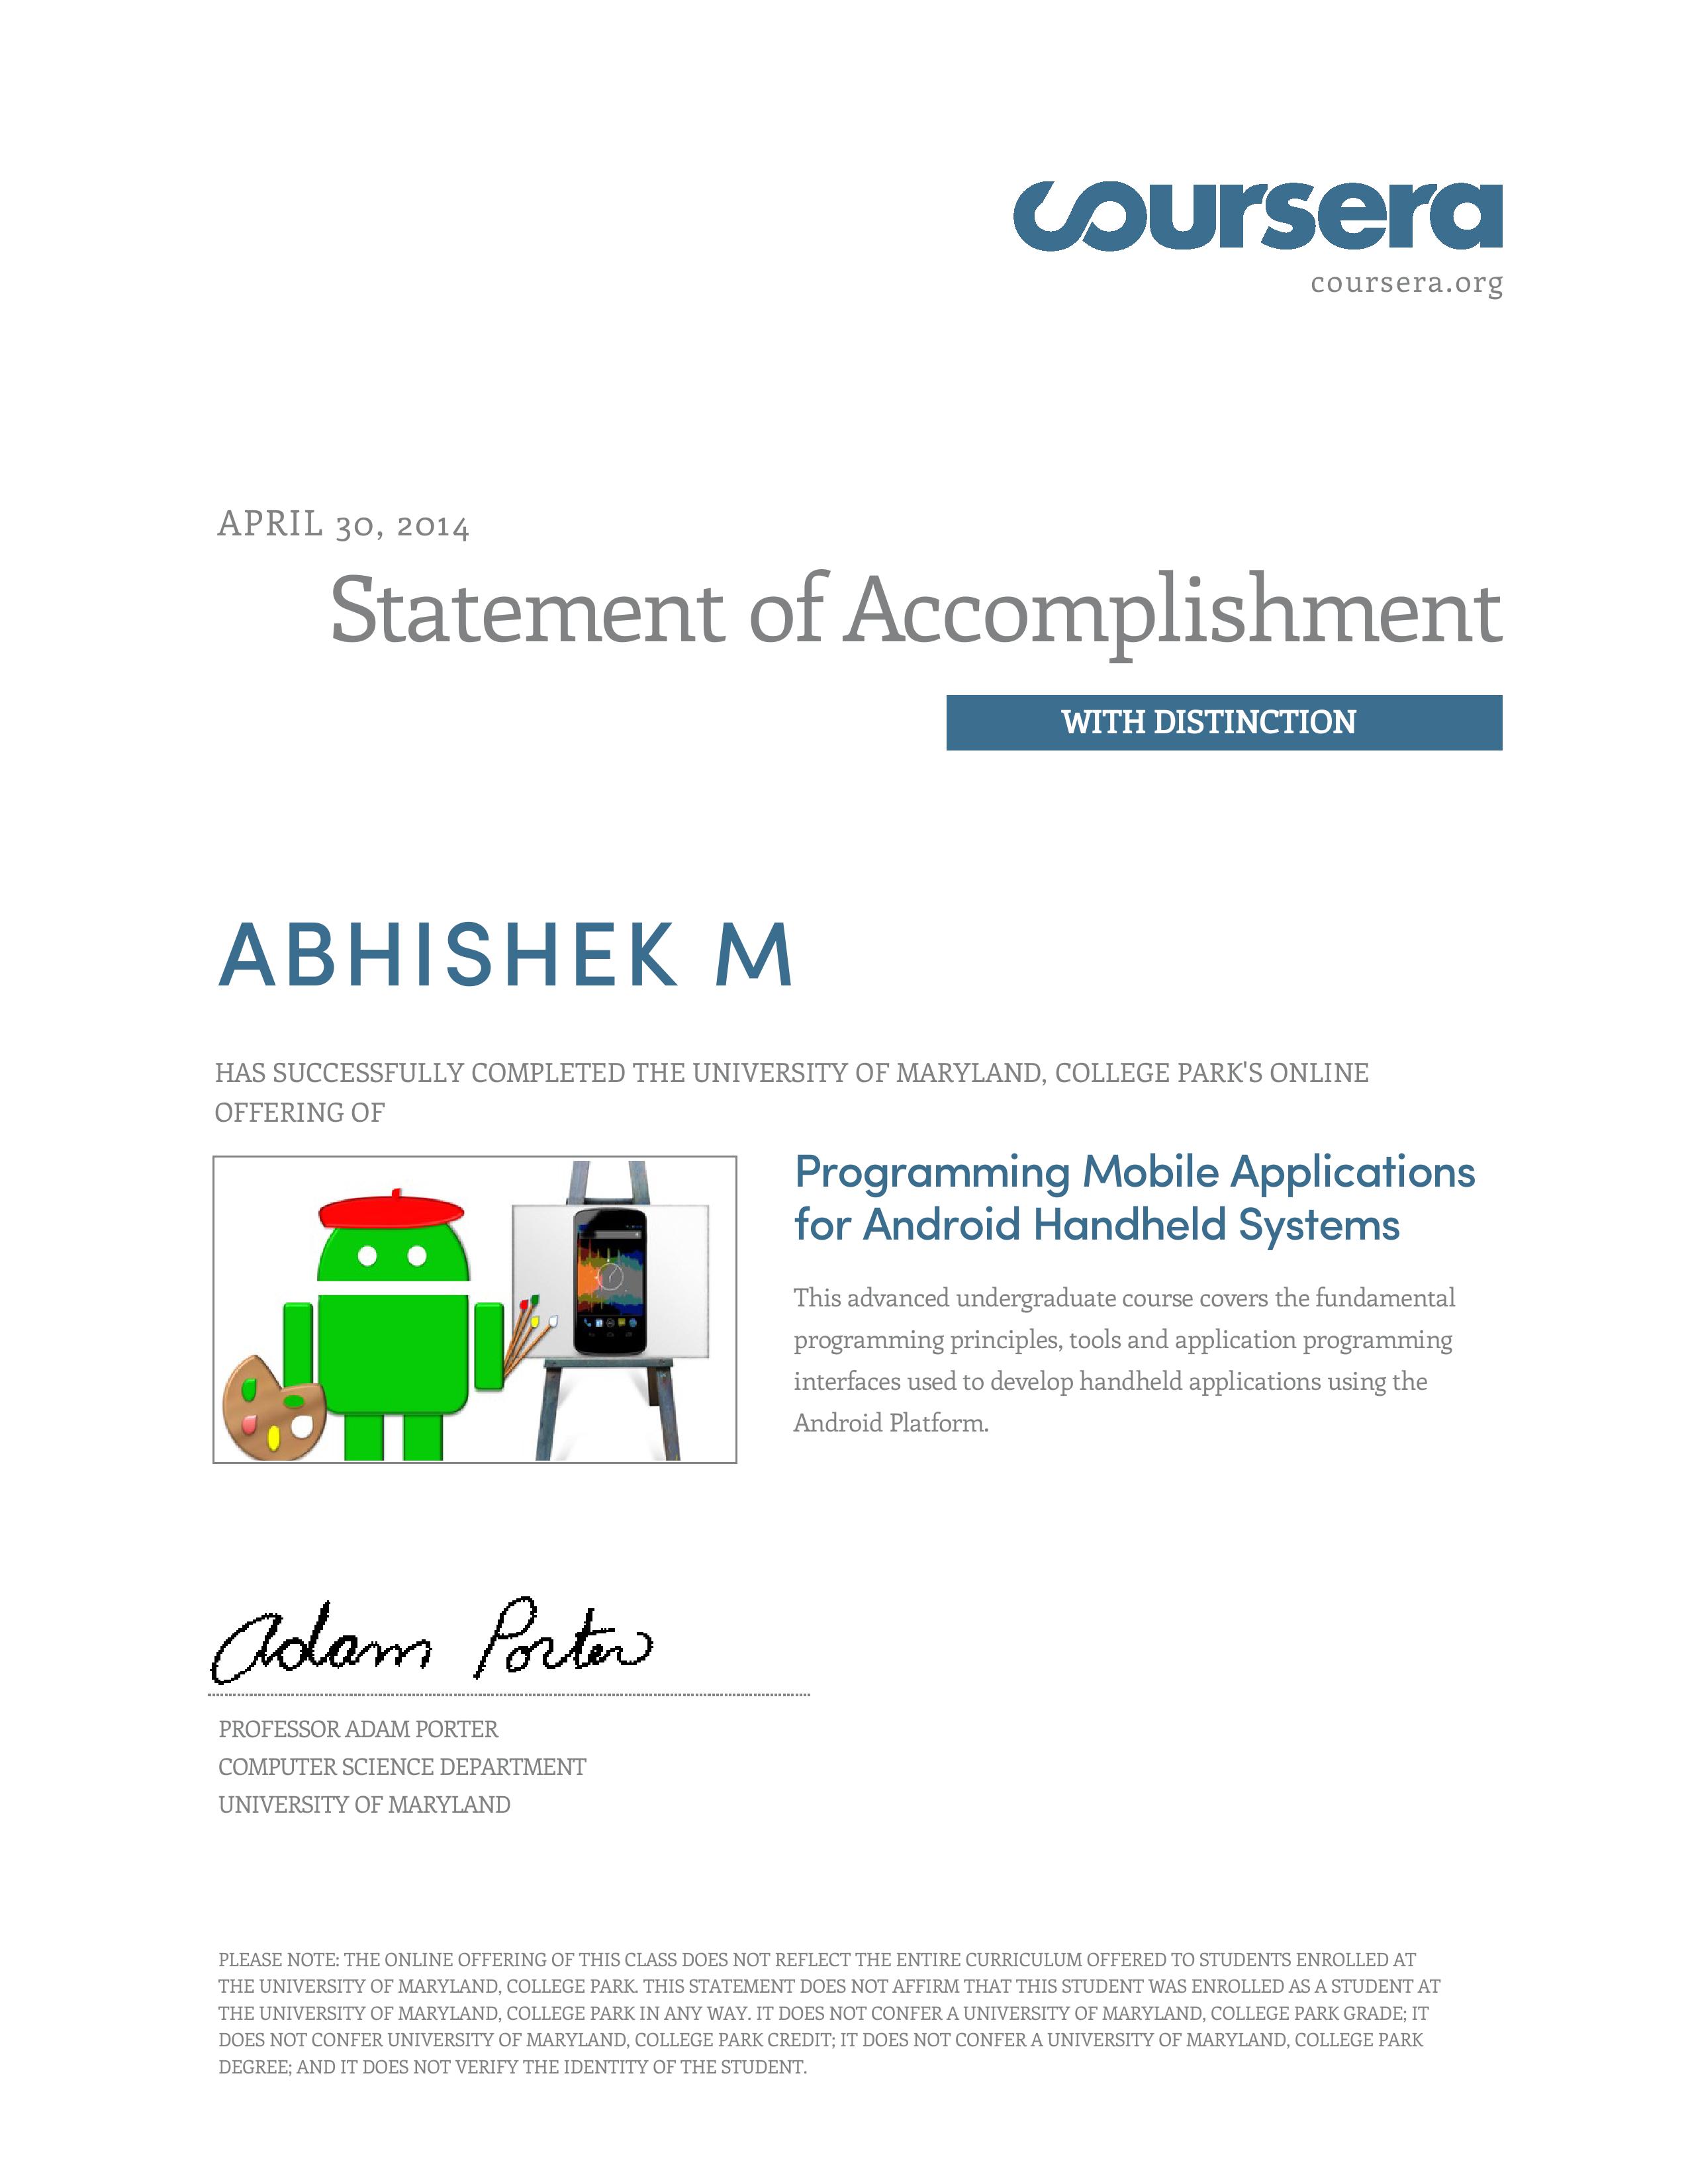 coursera
coursera.org
APRIL 30, 2014
Statement of Accomplishment
WITH DISTINCTION
ABHISHEK M
HAS SUCCESSFULLY COMPLETED THE UNIVERSITY OF MARYLAND, COLLEGE PARK'S ONLINE
OFFERING OF
Programming Mobile Applications
for Android Handheld Systems
This advanced undergraduate course covers the fundamental
programming principles, tools and application programming
interfaces used to develop handheld applications using the
Android Platform.
Adam Porter
PROFESSOR ADAM PORTER
COMPUTER SCIENCE DEPARTMENT
UNIVERSITY OF MARYLAND
PLEASE NOTE: THE ONLINE OFFERING OF THIS CLASS DOES NOT REFLECT THE ENTIRE CURRICULUM OFFERED TO STUDENTS ENROLLED AT
THE UNIVERSITY OF MARYLAND, COLLEGE PARK. THIS STATEMENT DOES NOT AFFIRM THAT THIS STUDENT WAS ENROLLED AS A STUDENT AT
THE UNIVERSITY OF MARYLAND, COLLEGE PARK IN ANY WAY. IT DOES NOT CONFER A UNIVERSITY OF MARYLAND, COLLEGE PARK GRADE; IT
DOES NOT CONFER UNIVERSITY OF MARYLAND, COLLEGE PARK CREDIT; IT DOES NOT CONFER A UNIVERSITY OF MARYLAND, COLLEGE PARK
DEGREE; AND IT DOES NOT VERIFY THE IDENTITY OF THE STUDENT.